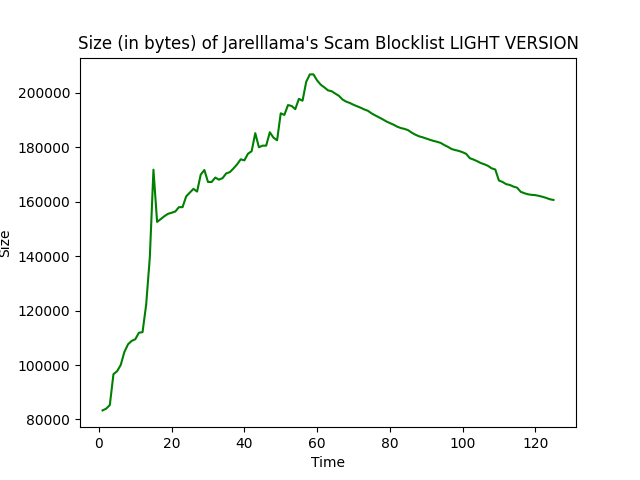 Size (in bytes) of Jarelllama's Scam Blocklist LIGHT VERSION
200000
180000
160000
140000
120000
100000
80000
Size
0 20 40 60 80 100 120
Time